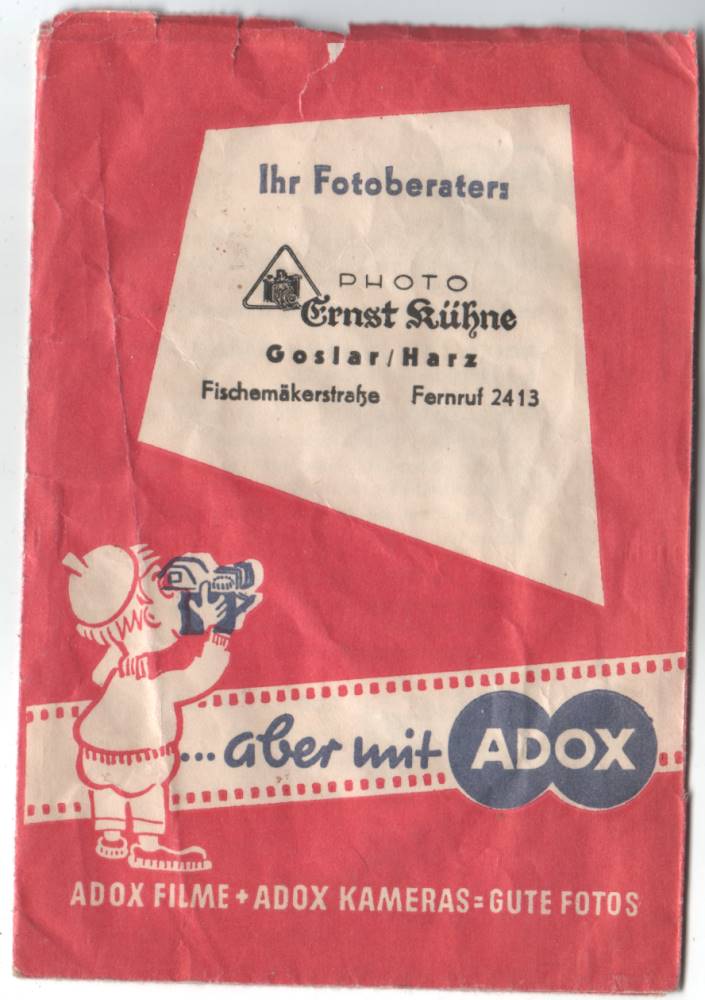 Ihr Fotoberater:
PHOTO
Ernst Kühne
Goslar/Harz
Fischemäkerstraße Fernruf 2413
...aber mit ADOX
ADOX FILME + ADOX KAMERAS = GUTE FOTOS